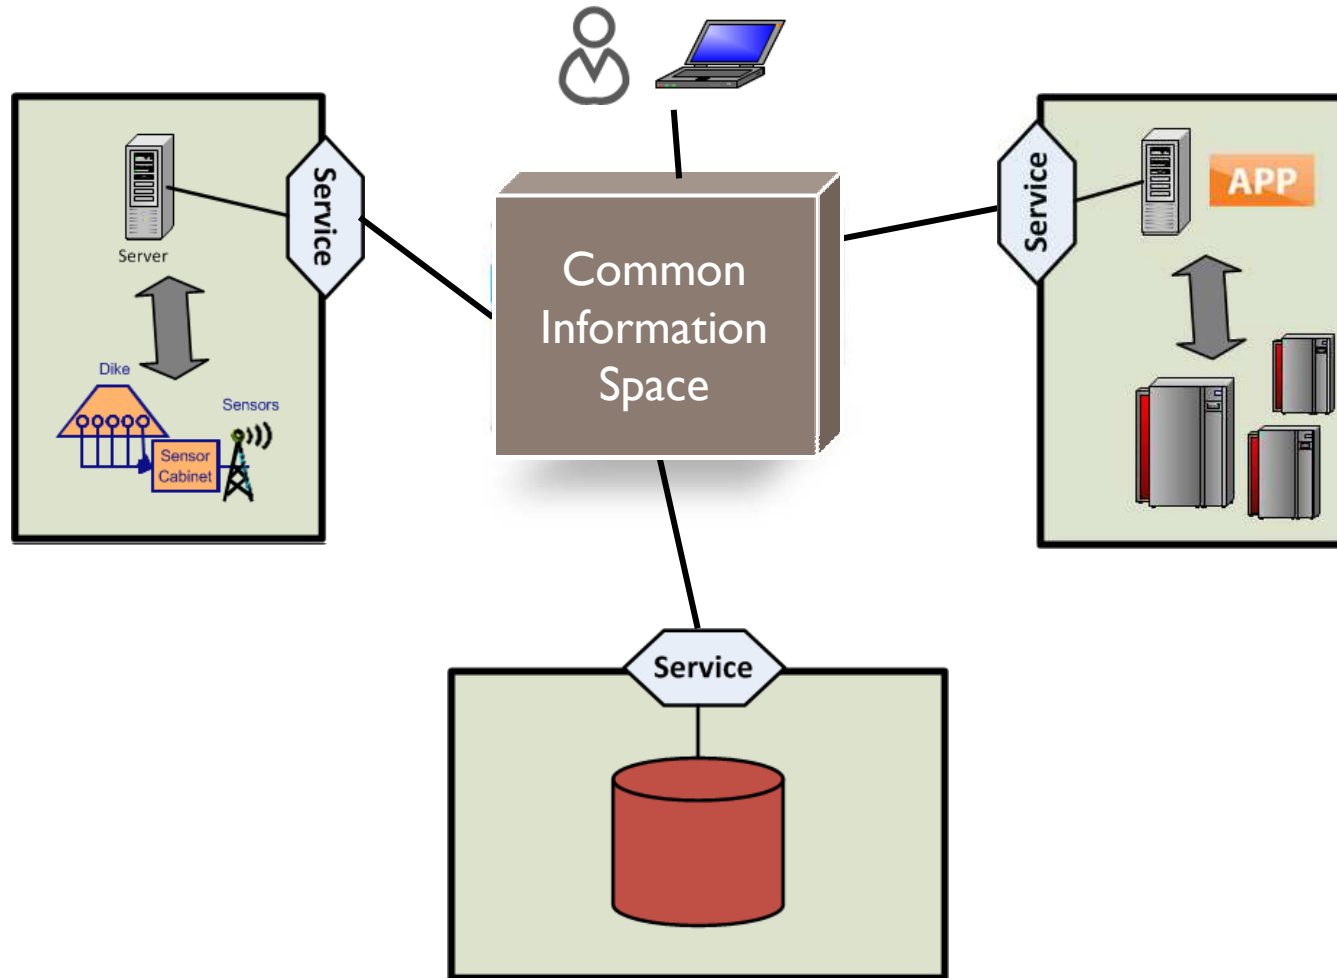 Service
Server
Dike
Sensors
Sensor
Cabinet
Common
Information
Space
Service
APP
Service